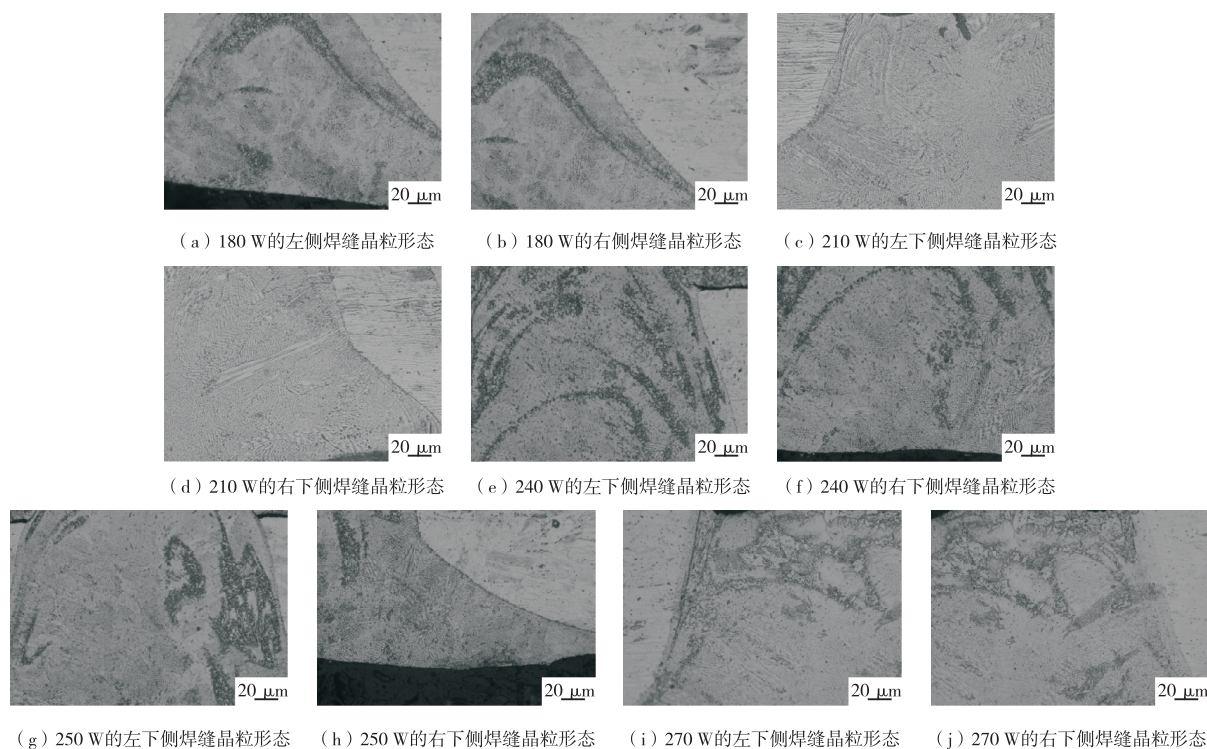 20 μm 20 μm 20 μm
（a）180 W的左侧焊缝晶粒形态 （b）180 W的右侧焊缝晶粒形态 （c）210 W的左下侧焊缝晶粒形态
20 μm 20 μm 20 μm
（d）210 W的右下侧焊缝晶粒形态 （e）240 W的左下侧焊缝晶粒形态 （f）240 W的右下侧焊缝晶粒形态
20 μm 20 μm 20 μm 20 μm
（g）250 W的左下侧焊缝晶粒形态 （h）250 W的右下侧焊缝晶粒形态 （i）270 W的左下侧焊缝晶粒形态 （j）270 W的右下侧焊缝晶粒形态